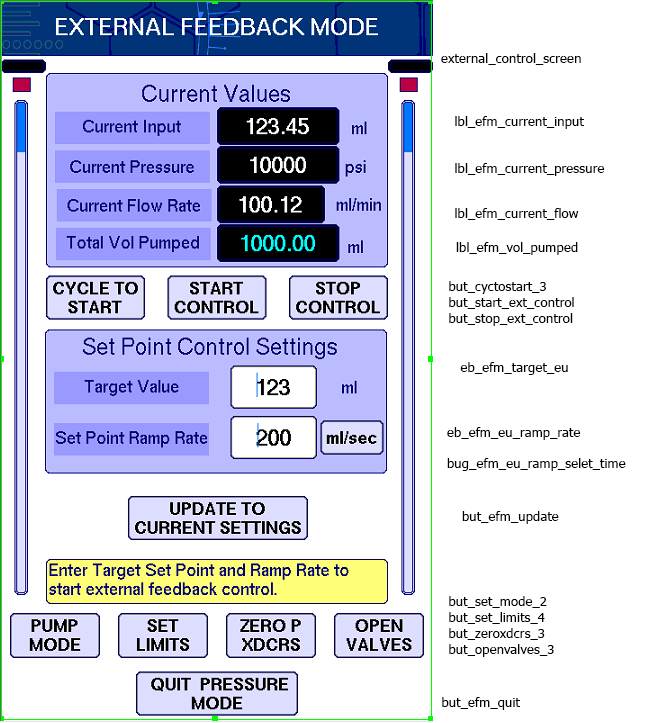 EXTERNAL FEEDBACK MODE
external_control_screen
Current Values
Current Input 123.45 ml
lbl_efm_current_input
Current Pressure 10000 psi
lbl_efm_current_pressure
Current Flow Rate 100.12 ml/min
lbl_efm_current_flow
Total Vol Pumped 1000.00 ml
lbl_efm_vol_pumped
CYCLE TO
START
START
CONTROL
STOP
CONTROL
but_cyctostart_3
but_start_ext_control
but_stop_ext_control
Set Point Control Settings
eb_efm_target_eu
Target Value 123 ml
Set Point Ramp Rate 200 ml/sec
eb_efm_eu_ramp_rate
bug_efm_eu_ramp_selet_time
UPDATE TO
CURRENT SETTINGS
but_efm_update
Enter Target Set Point and Ramp Rate to
start external feedback control.
PUMP
MODE
SET
LIMITS
ZERO P
XDCRS
OPEN
VALVES
but_set_mode_2
but_set_limits_4
but_zeroxdcrs_3
but_openvalves_3
QUIT PRESSURE
MODE
but_efm_quit